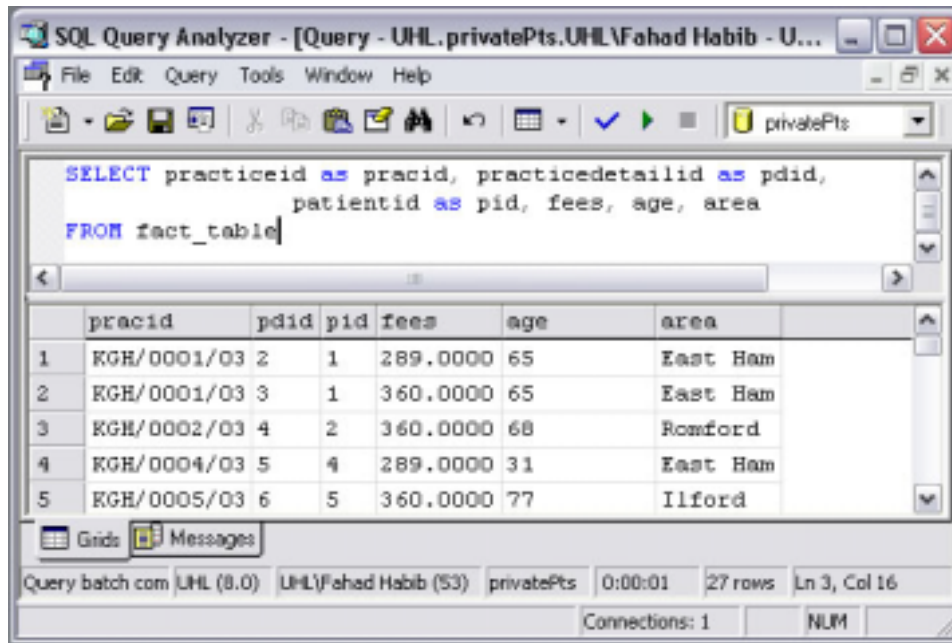 SQL Query Analyzer - [Query - UHL.privatePts.UHL\Fahad Habib - U...
File Edit Query Tools Window Help
privatePts
SELECT practiceid as pracid, practicedetailid as pdid,
patientid as pid, fees, age, area
FROM fact_table
pracid pdid pid fees age area
1 KGH/0001/03 2 1 289.0000 65 East Ham
2 KGH/0001/03 3 1 360.0000 65 East Ham
3 KGH/0002/03 4 2 360.0000 68 Romford
4 KGH/0004/03 5 4 289.0000 31 East Ham
5 KGH/0005/03 6 5 360.0000 77 Ilford
Grids Messages
Query batch com UHL (8.0) UHL\Fahad Habib (53) privatePts 0:00:01 27 rows Ln 3, Col 16
Connections: 1 NUM